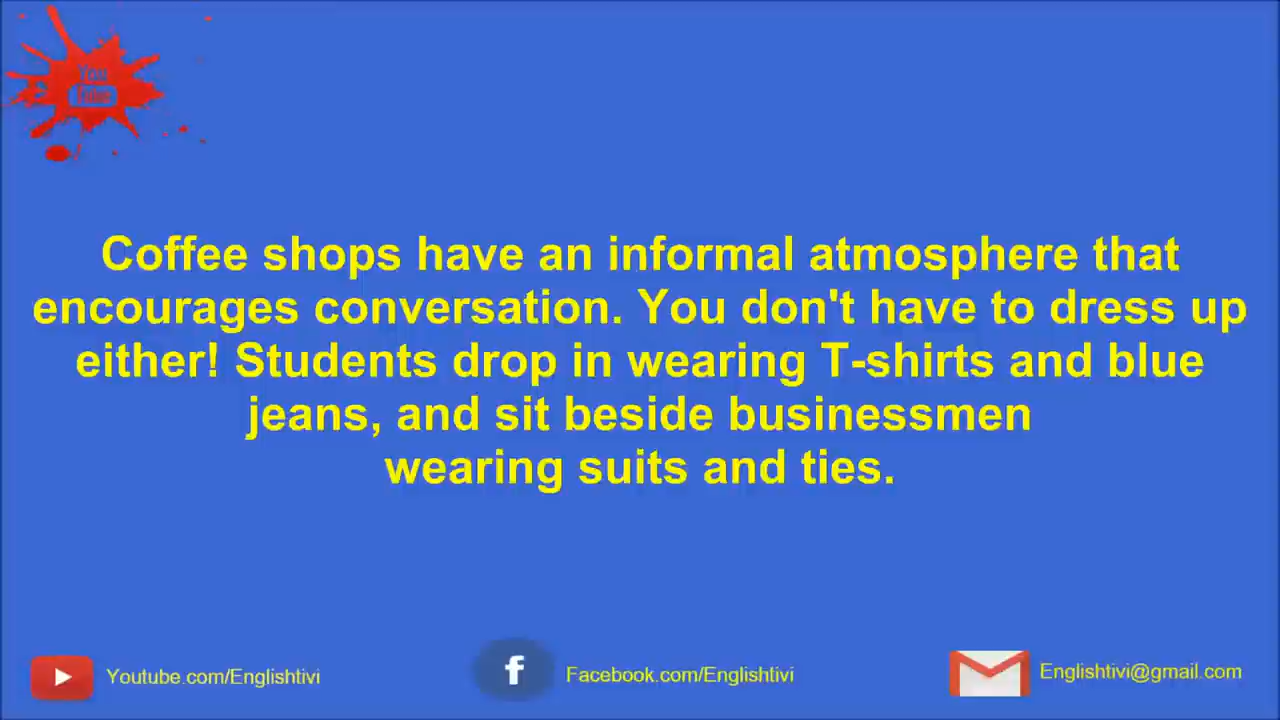 You
Tube
Coffee shops have an informal atmosphere that
encourages conversation. You don't have to dress up
either! Students drop in wearing T-shirts and blue
jeans, and sit beside businessmen
wearing suits and ties.
Youtube.com/Englishtivi
f
Facebook.com/Englishtivi
Englishtivi@gmail.com